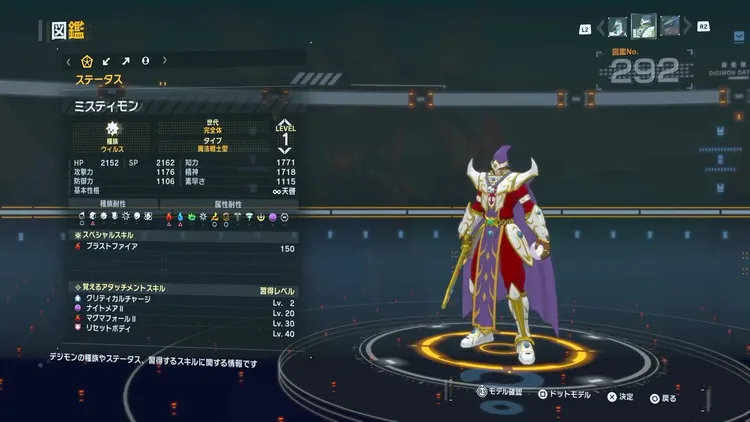 図鑑
L2
R2
ステータス
図鑑No.
292
DIGIMON DAT
ミスティモン
種族
ウイルス
世代
完全体
タイプ
魔法戦士型
LEVEL
1
HP 2152 SP 2162 知力 1771
攻撃力 1176 精神 1718
防御力 1106 素早さ 1115
基本性格 天啓
種族耐性 属性耐性
スペシャルスキル
ブラストファイア 150
覚えるアタッチメントスキル 習得レベル
クリティカルチャージ Lv. 2
ナイトメアⅡ Lv. 20
マグマフォールⅡ Lv. 30
リセットボディ Lv. 40
デジモンの種族やステータス、習得するスキルに関する情報です
R3 モデル確認 ドットモデル 決定 戻る